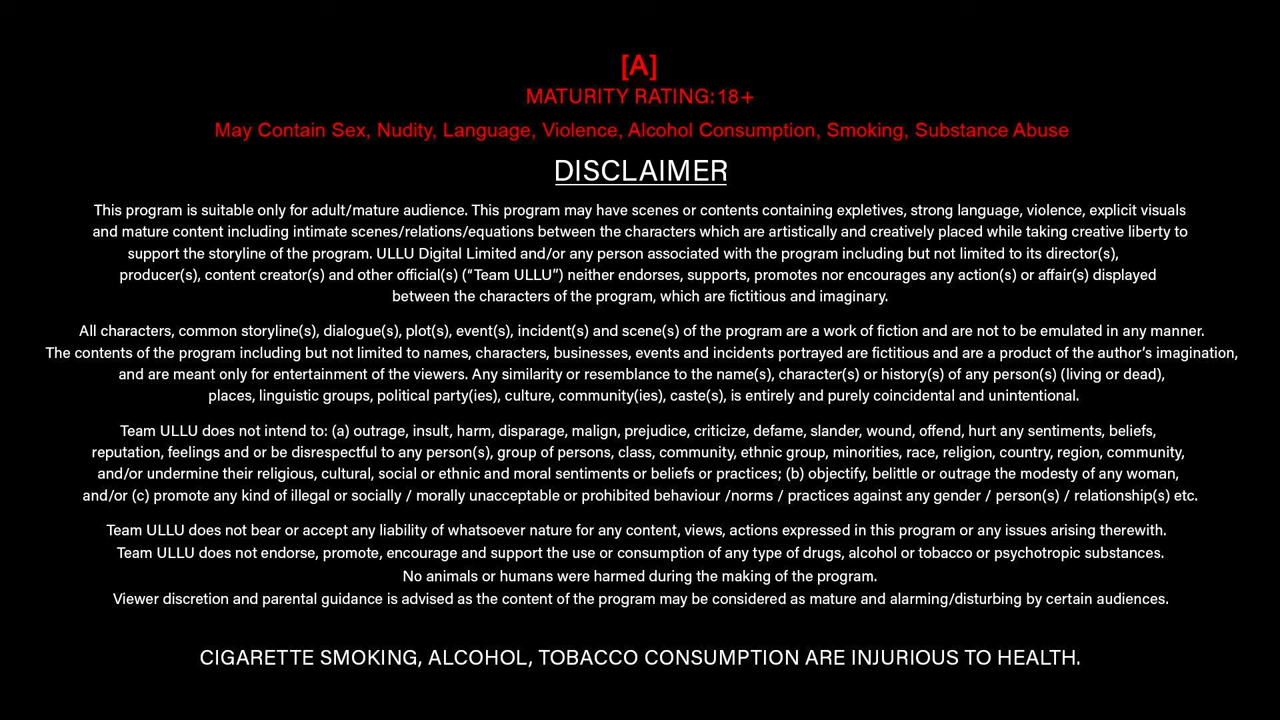 [A]
MATURITY RATING:18+
May Contain Sex, Nudity, Language, Violence, Alcohol Consumption, Smoking, Substance Abuse
DISCLAIMER
This program is suitable only for adult/mature audience. This program may have scenes or contents containing expletives, strong language, violence, explicit visuals
and mature content including intimate scenes/relations/equations between the characters which are artistically and creatively placed while taking creative liberty to
support the storyline of the program. ULLU Digital Limited and/or any person associated with the program including but not limited to its director(s),
producer(s), content creator(s) and other official(s) (“Team ULLU”) neither endorses, supports, promotes nor encourages any action(s) or affair(s) displayed
between the characters of the program, which are fictitious and imaginary.
All characters, common storyline(s), dialogue(s), plot(s), event(s), incident(s) and scene(s) of the program are a work of fiction and are not to be emulated in any manner.
The contents of the program including but not limited to names, characters, businesses, events and incidents portrayed are fictitious and are a product of the author’s imagination,
and are meant only for entertainment of the viewers. Any similarity or resemblance to the name(s), character(s) or history(s) of any person(s) (living or dead),
places, linguistic groups, political party(ies), culture, community(ies), caste(s), is entirely and purely coincidental and unintentional.
Team ULLU does not intend to: (a) outrage, insult, harm, disparage, malign, prejudice, criticize, defame, slander, wound, offend, hurt any sentiments, beliefs,
reputation, feelings and or be disrespectful to any person(s), group of persons, class, community, ethnic group, minorities, race, religion, country, region, community,
and/or undermine their religious, cultural, social or ethnic and moral sentiments or beliefs or practices; (b) objectify, belittle or outrage the modesty of any woman,
and/or (c) promote any kind of illegal or socially / morally unacceptable or prohibited behaviour /norms / practices against any gender / person(s) / relationship(s) etc.
Team ULLU does not bear or accept any liability of whatsoever nature for any content, views, actions expressed in this program or any issues arising therewith.
Team ULLU does not endorse, promote, encourage and support the use or consumption of any type of drugs, alcohol or tobacco or psychotropic substances.
No animals or humans were harmed during the making of the program.
Viewer discretion and parental guidance is advised as the content of the program may be considered as mature and alarming/disturbing by certain audiences.
CIGARETTE SMOKING, ALCOHOL, TOBACCO CONSUMPTION ARE INJURIOUS TO HEALTH.